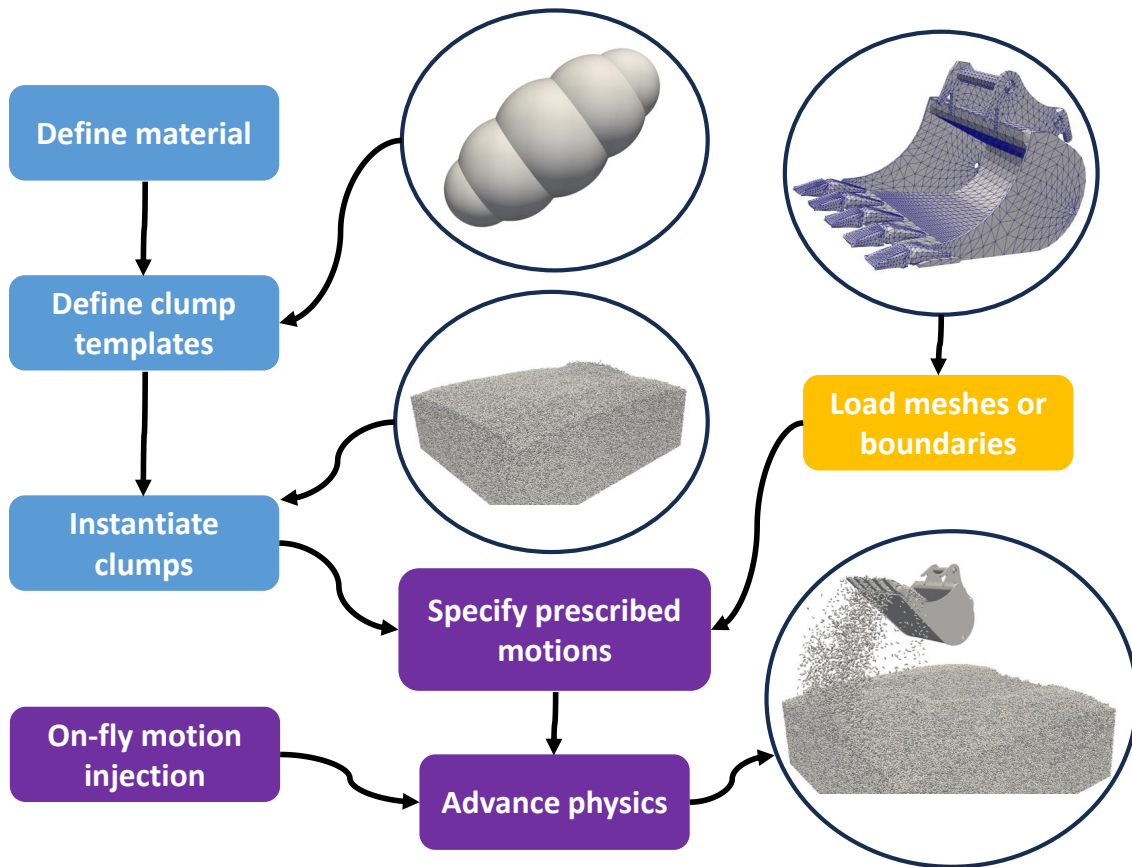 Define material
Define clump
templates
Load meshes or
boundaries
Instantiate
clumps
Specify prescribed
motions
On-fly motion
injection
Advance physics